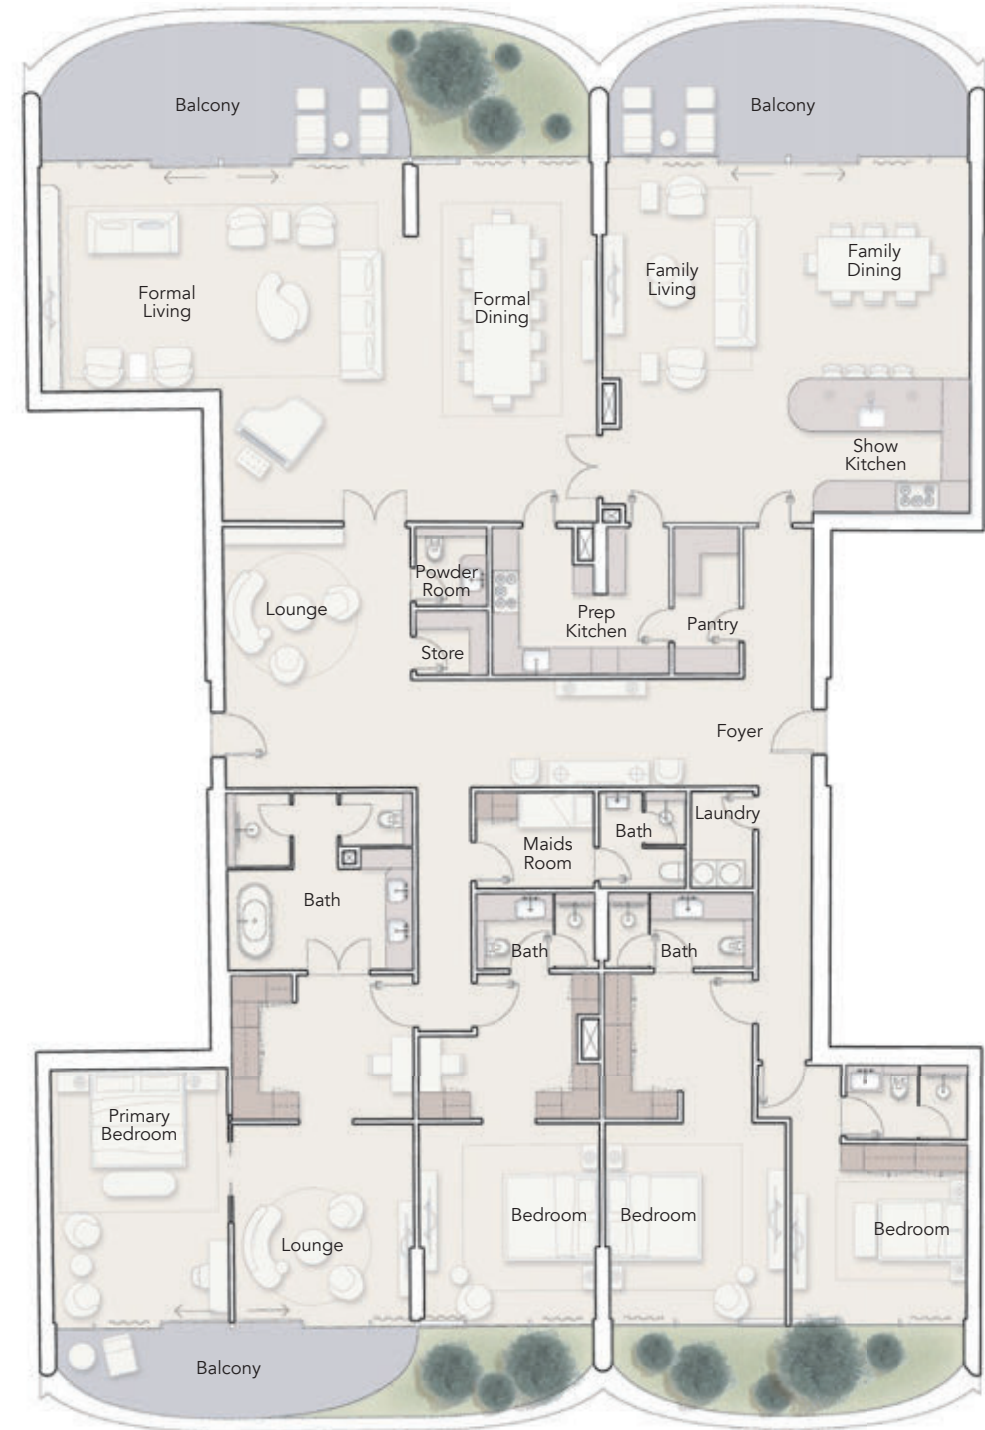 Balcony
Balcony
Formal
Living
Formal
Dining
Family
Living
Family
Dining
Show
Kitchen
Lounge
Powder
Room
Store
Prep
Kitchen
Pantry
Foyer
Maids
Room
Bath
Laundry
Bath
Bath
Bath
Primary
Bedroom
Lounge
Bedroom
Bedroom
Bedroom
Balcony